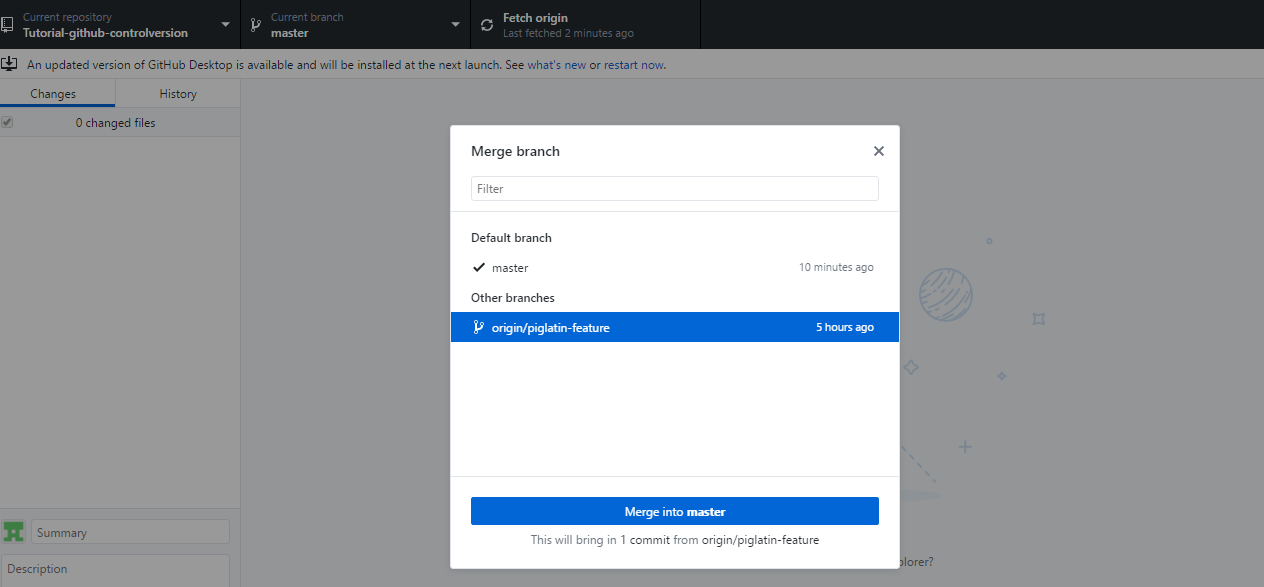 Current repository
Tutorial-github-controlversion
Current branch
master
Fetch origin
Last fetched 2 minutes ago
An updated version of GitHub Desktop is available and will be installed at the next launch. See what's new or restart now.
Changes
History
0 changed files
Merge branch
Filter
Default branch
master
10 minutes ago
Other branches
origin/piglatin-feature
5 hours ago
Merge into master
This will bring in 1 commit from origin/piglatin-feature
Summary
Description